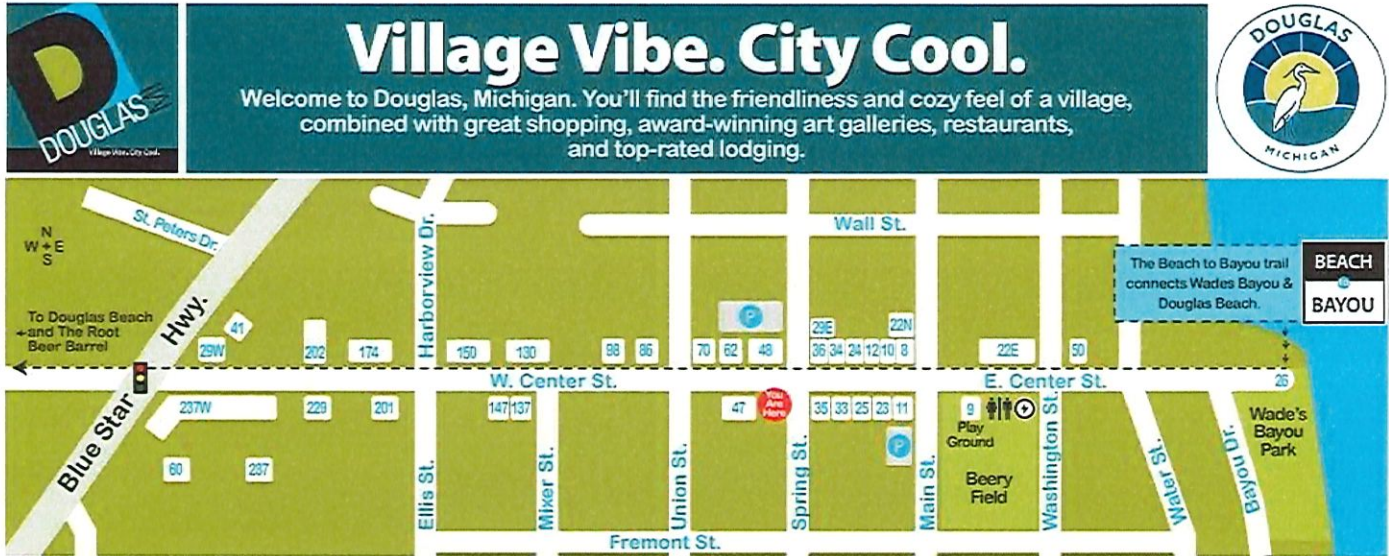 D
DOUGLAS
MI
Village Vibe. City Cool.
Village Vibe. City Cool.
Welcome to Douglas, Michigan. You'll find the friendliness and cozy feel of a village,
combined with great shopping, award-winning art galleries, restaurants,
and top-rated lodging.
DOUGLAS
MICHIGAN
St. Peters Dr.
Harborview Dr.
Wall St.
N
W + E
S
The Beach to Bayou trail
connects Wades Bayou &
Douglas Beach.
BEACH
TO
BAYOU
To Douglas Beach
and The Root
Beer Barrel
Blue Star Hwy.
41
29W
202
174
150
130
98
86
70
62
48
P
29E
22N
36
34
24
12
10
8
22E
50
W. Center St.
E. Center St.
26
237W
229
201
147
137
47
You
Are
Here
35
33
25
23
11
P
9
Play
Ground
Beery
Field
Wade's
Bayou
Park
60
237
Ellis St.
Mixer St.
Union St.
Spring St.
Main St.
Washington St.
Water St.
Bayou Dr.
Fremont St.